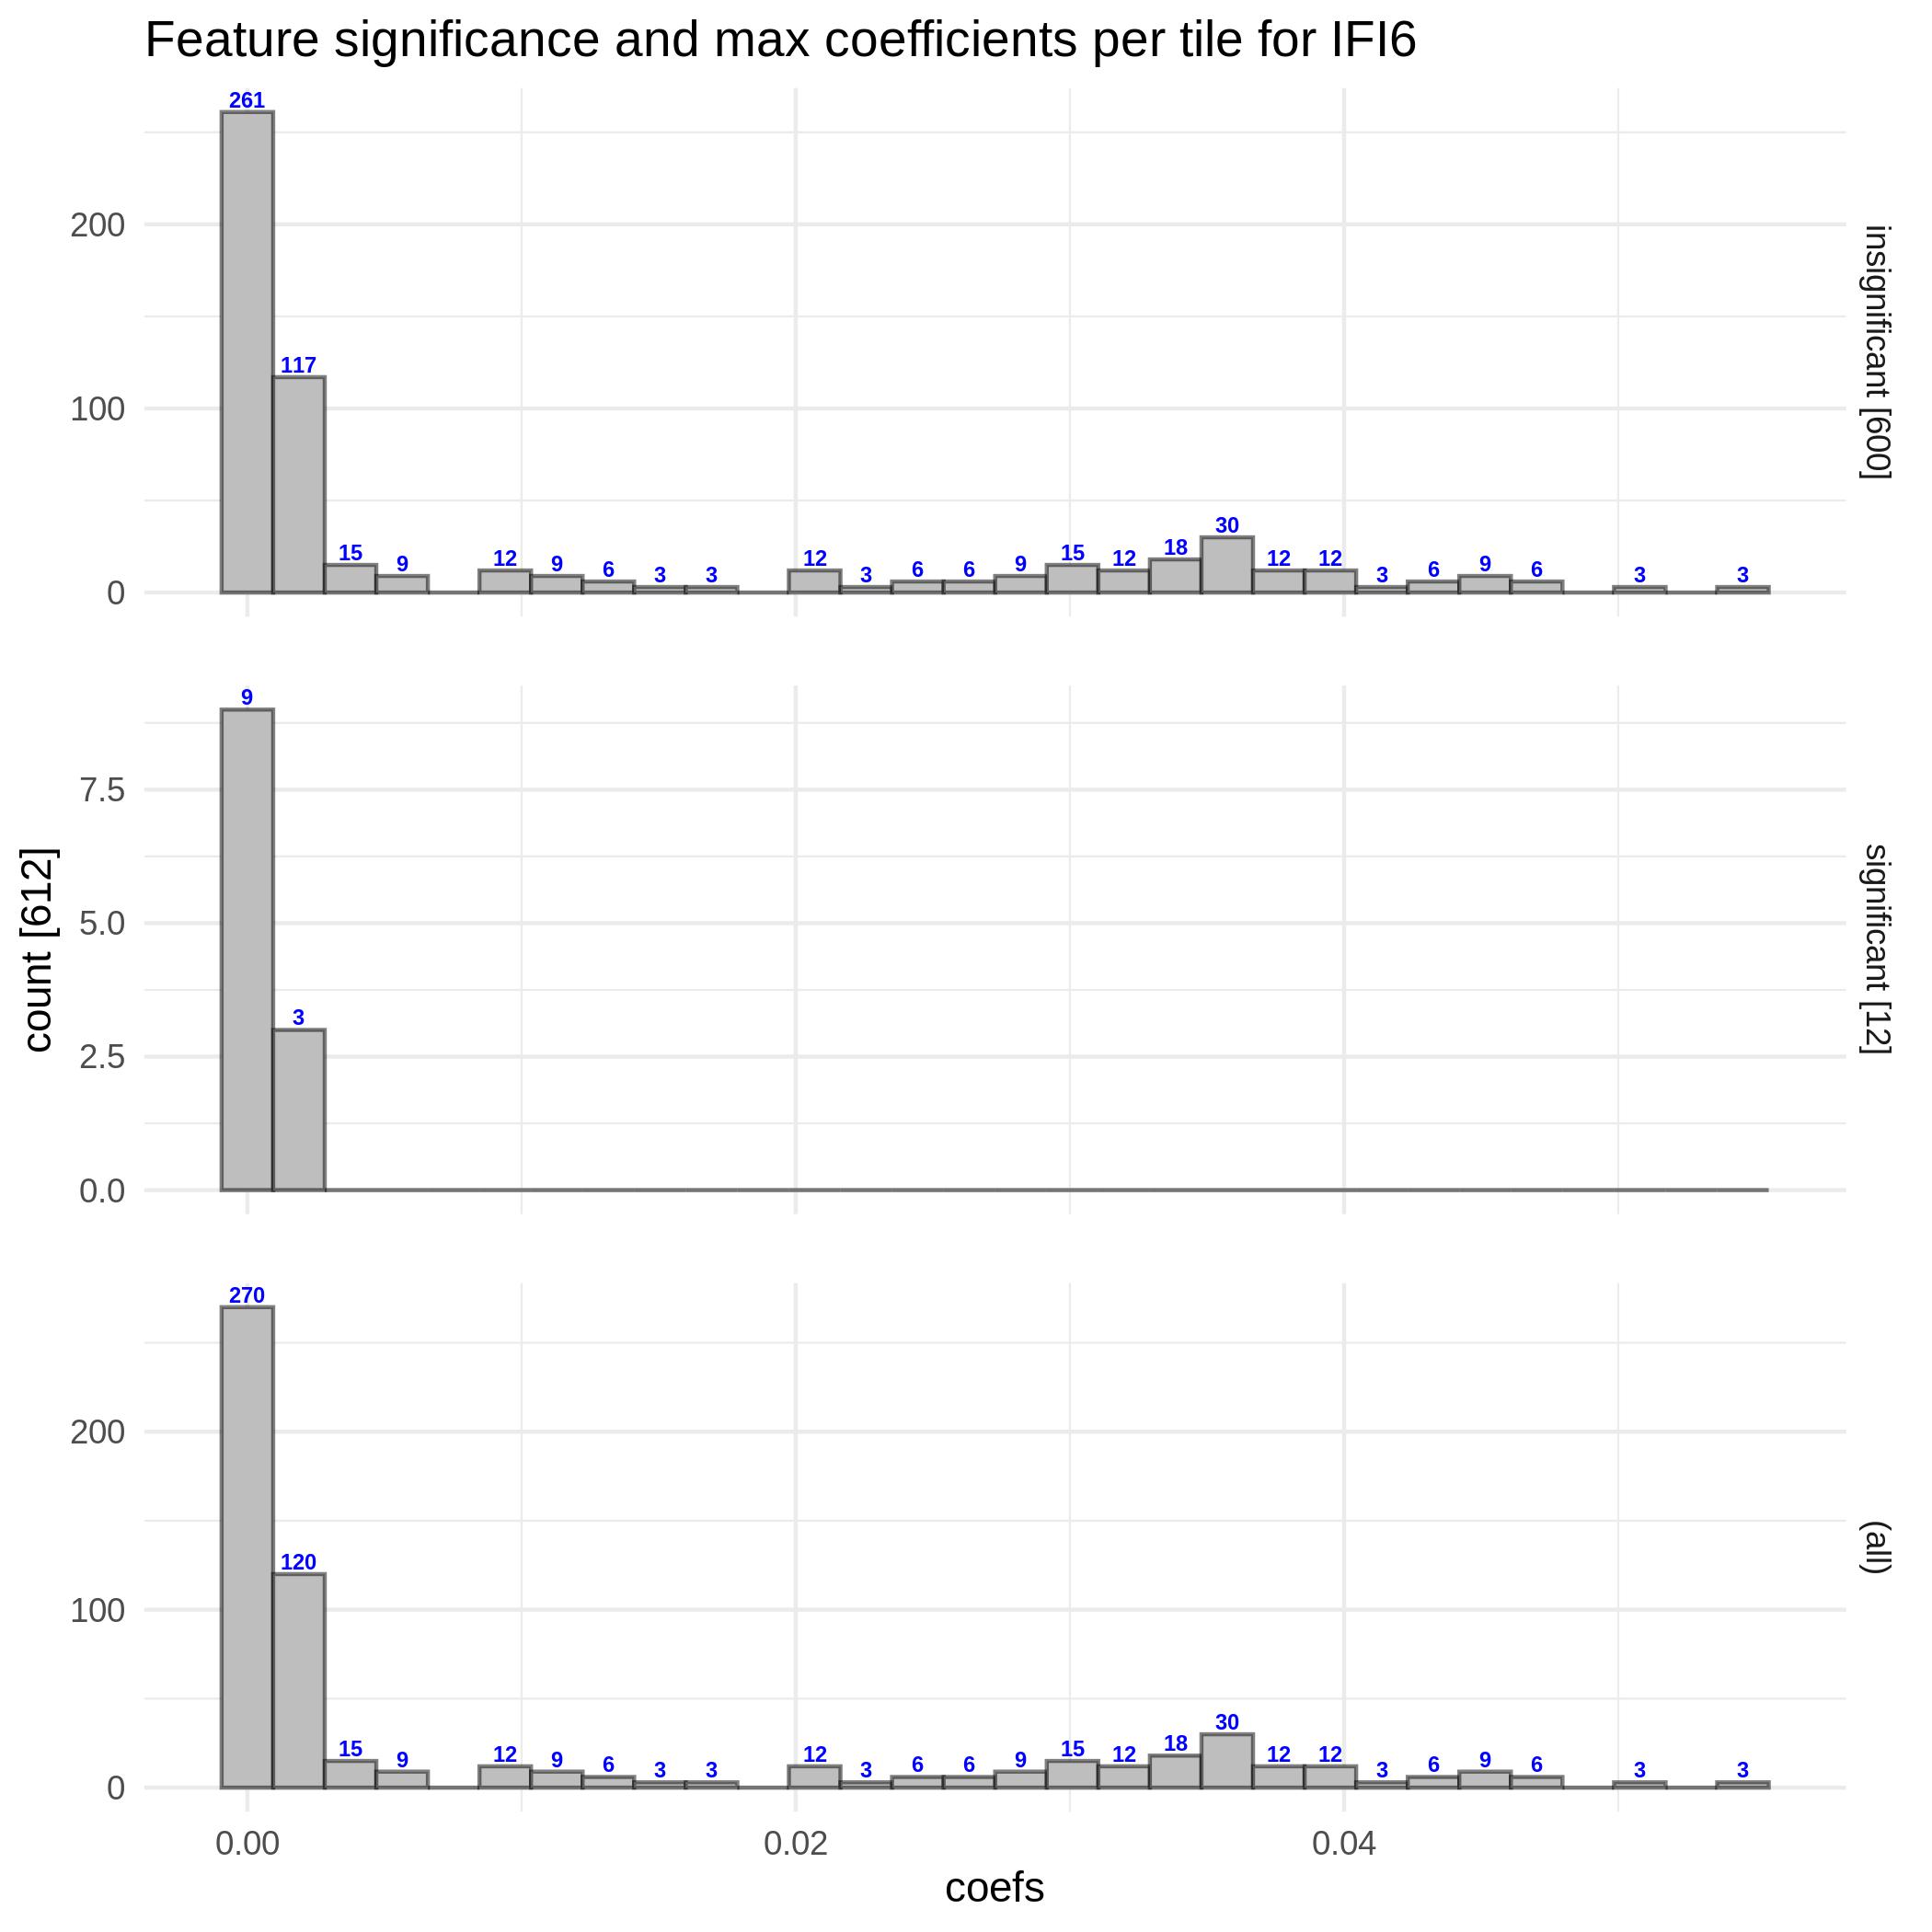 Feature significance and max coefficients per tile for IFI6
261
117
15 9 12 9 6 3 3 12 3 6 6 9 15 12 18 30 12 12 3 6 9 6 3 3
200
100
0
insignificant [600]
9
3
7.5
5.0
2.5
0.0
significant [12]
count [612]
270
120
15 9 12 9 6 3 3 12 3 6 6 9 15 12 18 30 12 12 3 6 9 6 3 3
200
100
0
(all)
0.00 0.02 0.04
coefs